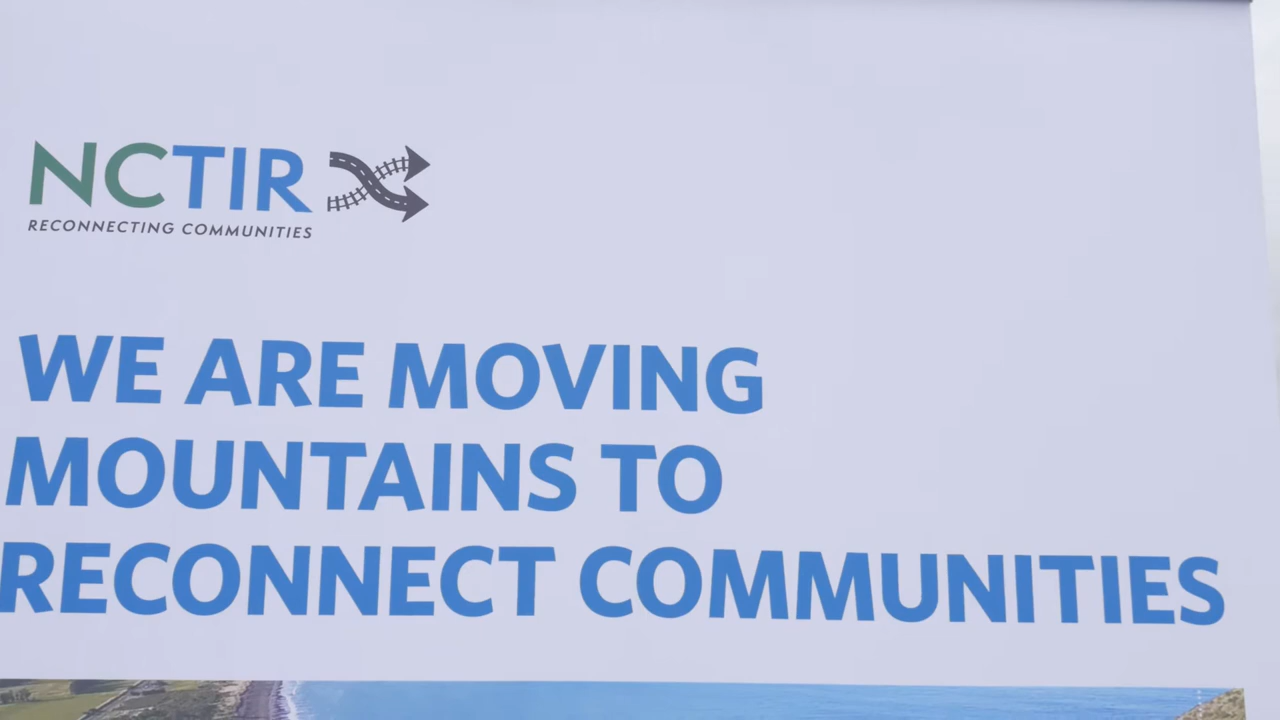 NCTIR
RECONNECTING COMMUNITIES
WE ARE MOVING
MOUNTAINS TO
RECONNECT COMMUNITIES